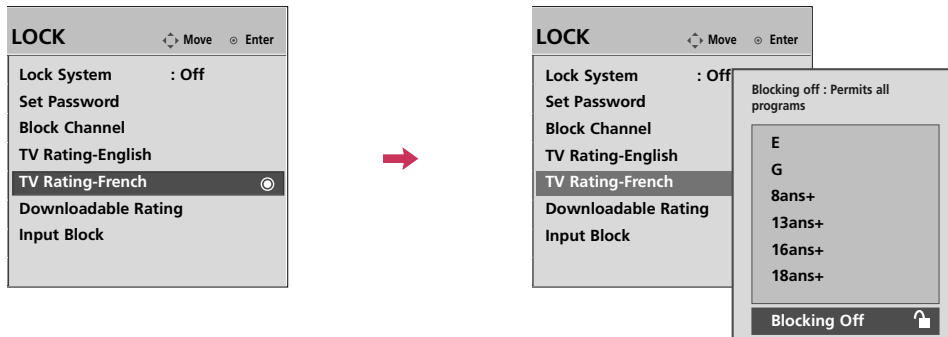 LOCK
Move Enter
Lock System : Off
Set Password
Block Channel
TV Rating-English
TV Rating-French
Downloadable Rating
Input Block
LOCK
Move Enter
Lock System : Off
Set Password
Block Channel
TV Rating-English
TV Rating-French
Downloadable Rating
Input Block
Blocking off : Permits all
programs
E
G
8ans+
13ans+
16ans+
18ans+
Blocking Off